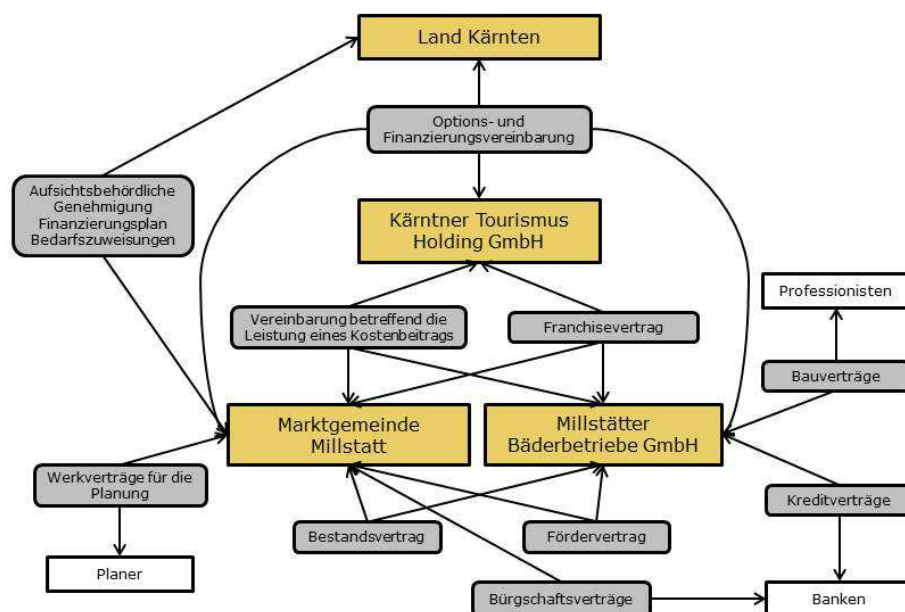 Land Kärnten
Options- und
Finanzierungsvereinbarung
Aufsichtsbehördliche
Genehmigung
Finanzierungsplan
Bedarfszuweisungen
Kärntner Tourismus
Holding GmbH
Professionisten
Vereinbarung betreffend die
Leistung eines Kostenbeitrags
Franchisevertrag
Bauverträge
Marktgemeinde
Millstatt
Millstätter
Bäderbetriebe GmbH
Werkverträge für die
Planung
Kreditverträge
Bestandsvertrag
Fördervertrag
Planer
Bürgschaftsverträge
Banken